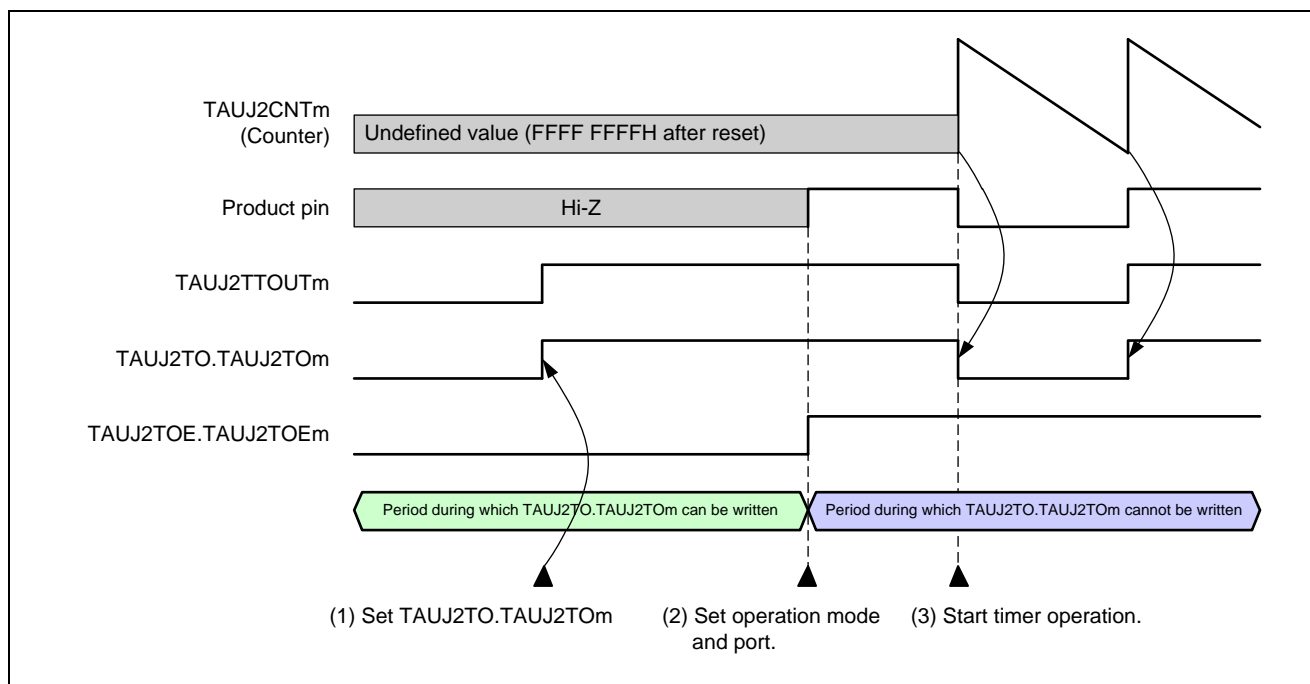 TAUJ2CNTm
(Counter)
Undefined value (FFFF FFFFH after reset)
Product pin
Hi-Z
TAUJ2TTOUTm
TAUJ2TO.TAUJ2TOm
TAUJ2TOE.TAUJ2TOEm
Period during which TAUJ2TO.TAUJ2TOm can be written
Period during which TAUJ2TO.TAUJ2TOm cannot be written
(1) Set TAUJ2TO.TAUJ2TOm
(2) Set operation mode
and port.
(3) Start timer operation.